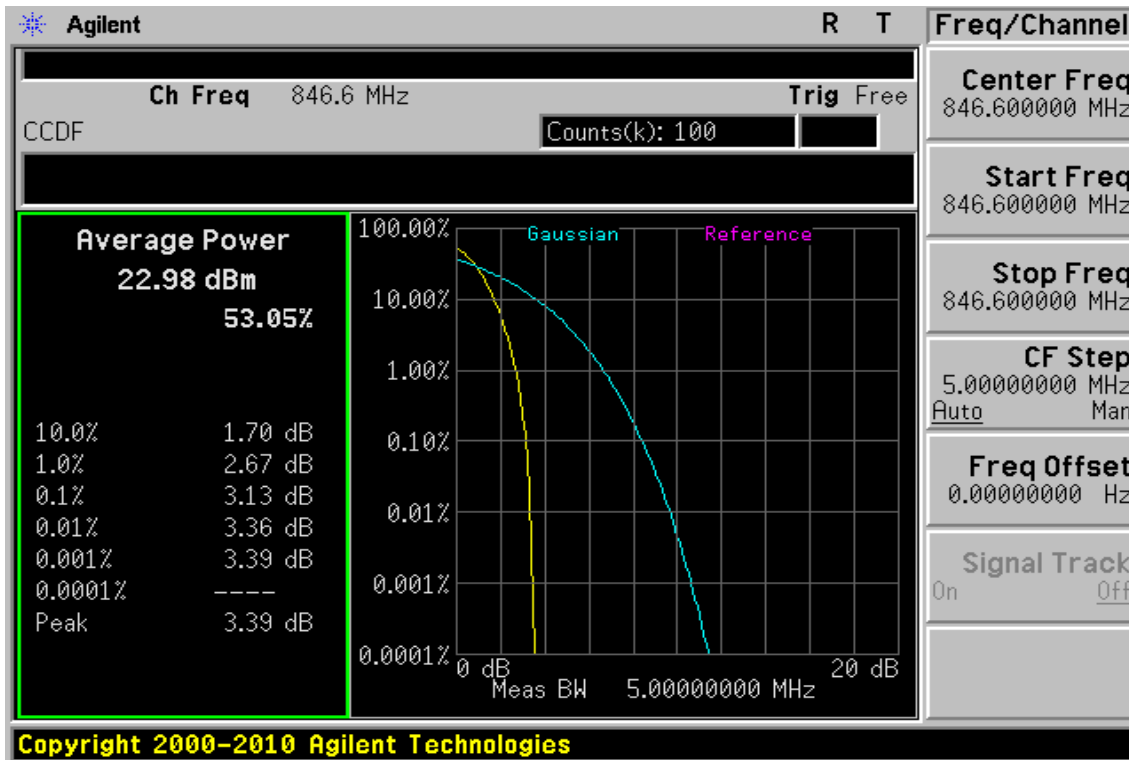 Agilent
R T
Freq/Channel
Ch Freq 846.6 MHz
Trig Free
CCDF
Counts(k): 100
Average Power
22.98 dBm
53.05%
10.0% 1.70 dB
1.0% 2.67 dB
0.1% 3.13 dB
0.01% 3.36 dB
0.001% 3.39 dB
0.0001% ----
Peak 3.39 dB
Gaussian
Reference
100.00%
10.00%
1.00%
0.10%
0.01%
0.001%
0.0001%
0 dB
20 dB
Meas BW 5.00000000 MHz
Center Freq
846.600000 MHz
Start Freq
846.600000 MHz
Stop Freq
846.600000 MHz
CF Step
5.00000000 MHz
Auto Man
Freq Offset
0.00000000 Hz
Signal Track
On Off
Copyright 2000-2010 Agilent Technologies